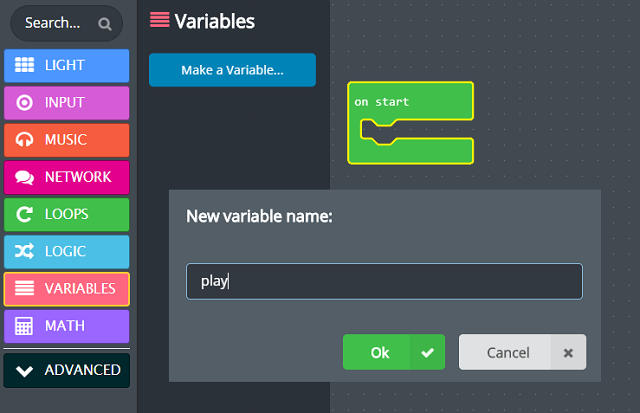 Search...
LIGHT
INPUT
MUSIC
NETWORK
LOOPS
LOGIC
VARIABLES
MATH
ADVANCED
Variables
Make a Variable...
on start
New variable name:
play
Ok
Cancel